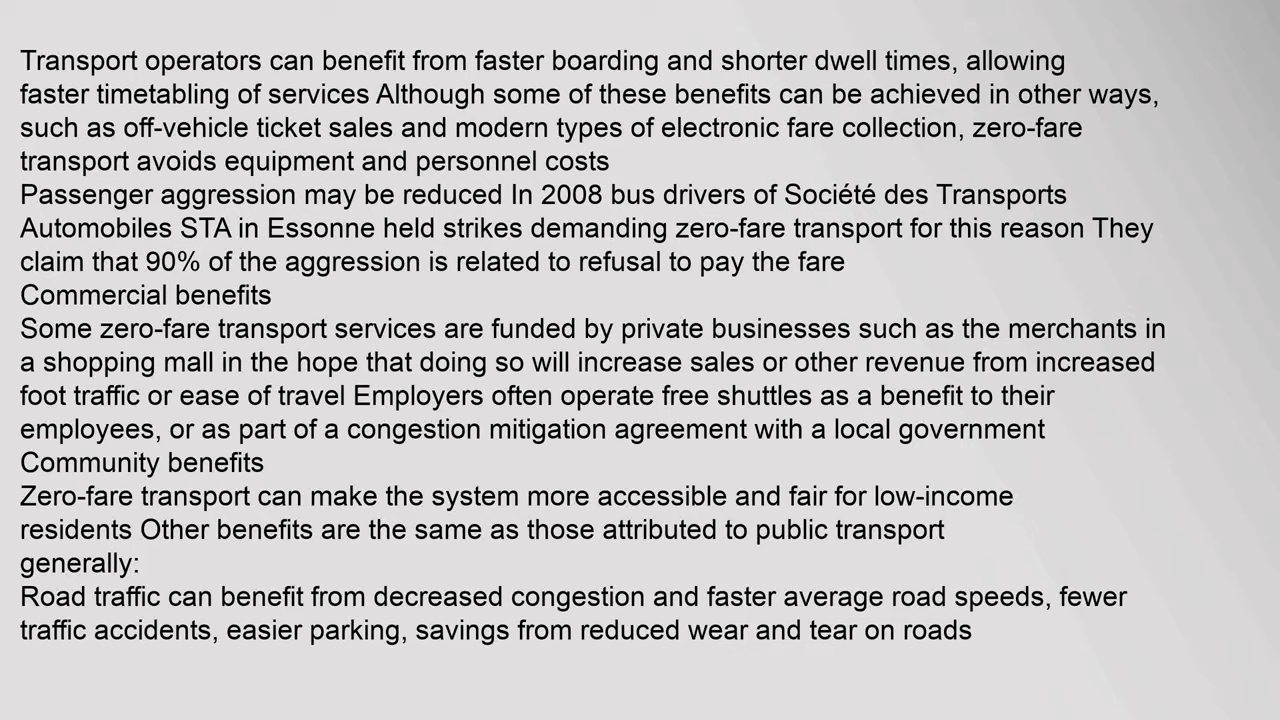 Transport operators can benefit from faster boarding and shorter dwell times, allowing
faster timetabling of services Although some of these benefits can be achieved in other ways,
such as off-vehicle ticket sales and modern types of electronic fare collection, zero-fare
transport avoids equipment and personnel costs
Passenger aggression may be reduced In 2008 bus drivers of Société des Transports
Automobiles STA in Essonne held strikes demanding zero-fare transport for this reason They
claim that 90% of the aggression is related to refusal to pay the fare
Commercial benefits
Some zero-fare transport services are funded by private businesses such as the merchants in
a shopping mall in the hope that doing so will increase sales or other revenue from increased
foot traffic or ease of travel Employers often operate free shuttles as a benefit to their
employees, or as part of a congestion mitigation agreement with a local government
Community benefits
Zero-fare transport can make the system more accessible and fair for low-income
residents Other benefits are the same as those attributed to public transport
generally:
Road traffic can benefit from decreased congestion and faster average road speeds, fewer
traffic accidents, easier parking, savings from reduced wear and tear on roads